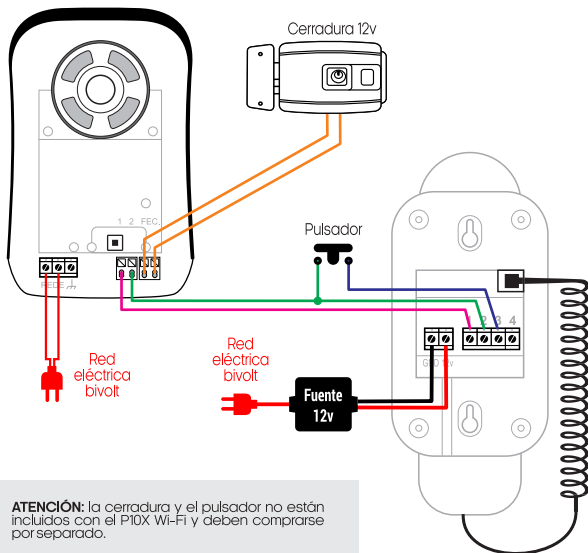 Cerradura 12v
1 2 FEC.
Pulsador
REDE
1 2 3 4
GND 12v
Red
eléctrica
bivolt
Red
eléctrica
bivolt
Fuente
12v
ATENCIÓN: la cerradura y el pulsador no están
incluidos con el P10X Wi-Fi y deben comprarse
por separado.